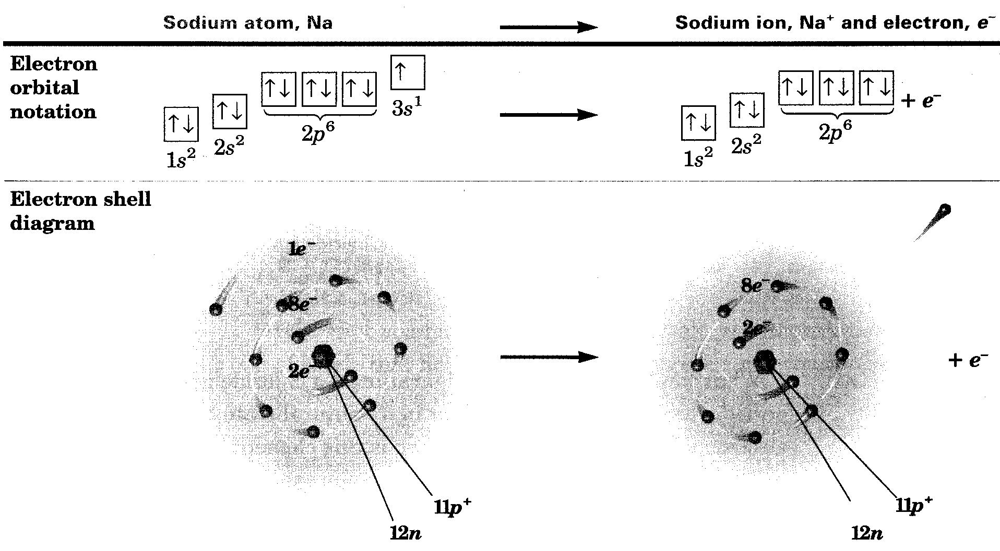 Sodium atom, Na
Sodium ion, Na⁺ and electron, e⁻
Electron
orbital
notation
↑↓ ↑↓ ↑↓ ↑↓ ↑↓ ↑
1s² 2s² 2p⁶ 3s¹
↑↓ ↑↓ ↑↓ ↑↓ ↑↓ + e⁻
1s² 2s² 2p⁶
Electron shell
diagram
1e⁻
8e⁻
2e⁻
11p⁺
12n
8e⁻
2e⁻
+ e⁻
11p⁺
12n